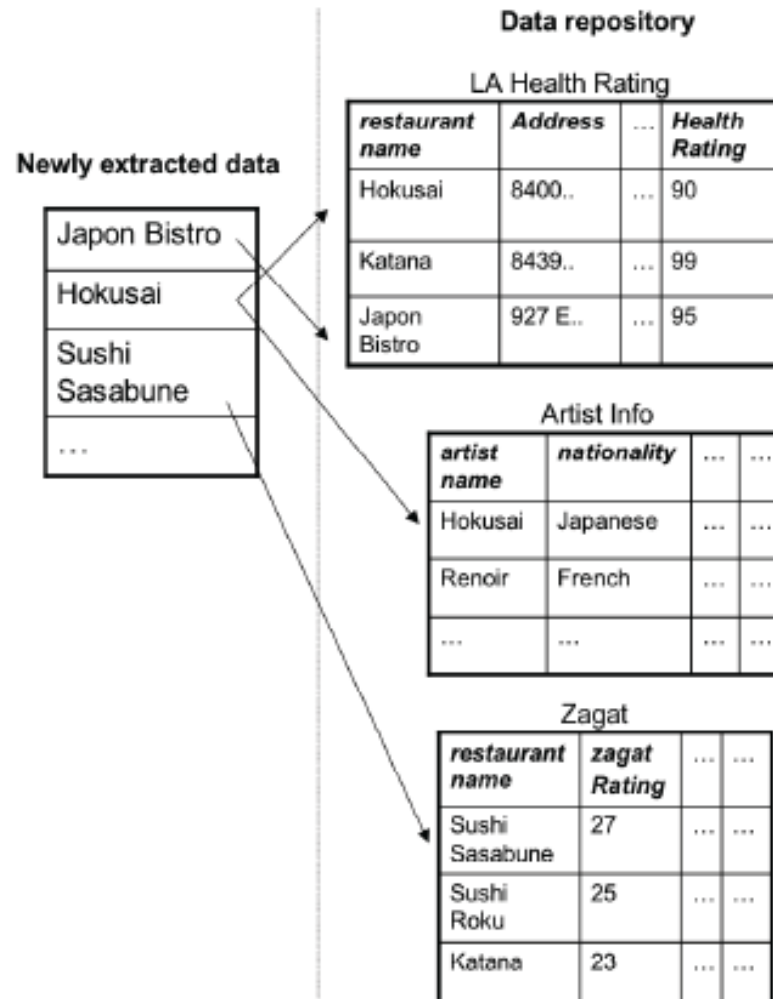 Data repository
LA Health Rating
restaurant name Address ... Health Rating
Hokusai 8400.. ... 90
Katana 8439.. ... 99
Japon Bistro 927 E.. ... 95
Newly extracted data
Japon Bistro
Hokusai
Sushi
Sasabune
...
Artist Info
artist name nationality ... ...
Hokusai Japanese ... ...
Renoir French ... ...
... ... ... ...
Zagat
restaurant name zagat Rating ... ...
Sushi Sasabune 27 ... ...
Sushi Roku 25 ... ...
Katana 23 ... ...